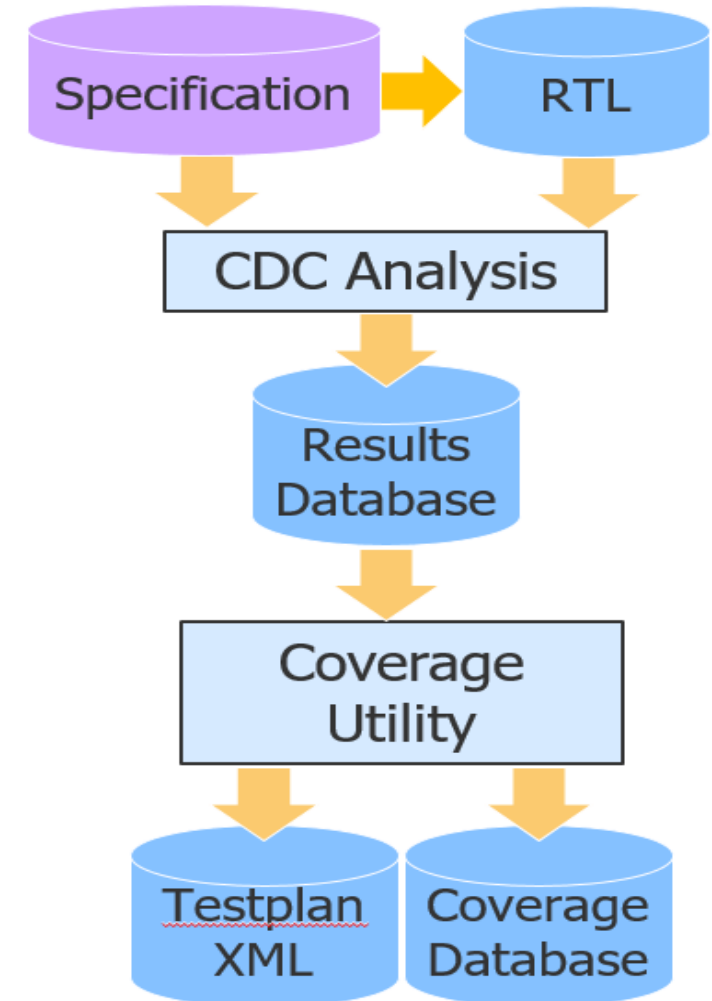 Specification
RTL
CDC Analysis
Results
Database
Coverage
Utility
Testplan
XML
Coverage
Database